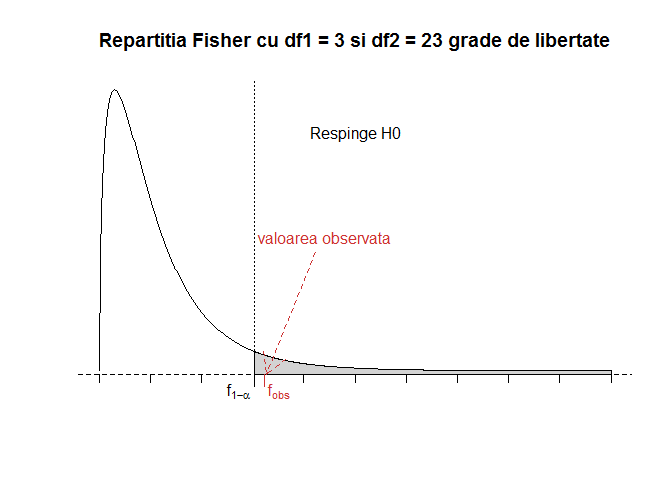 Repartitia Fisher cu df1 = 3 si df2 = 23 grade de libertate
Respinge H0
valoarea observata
f1−α fobs